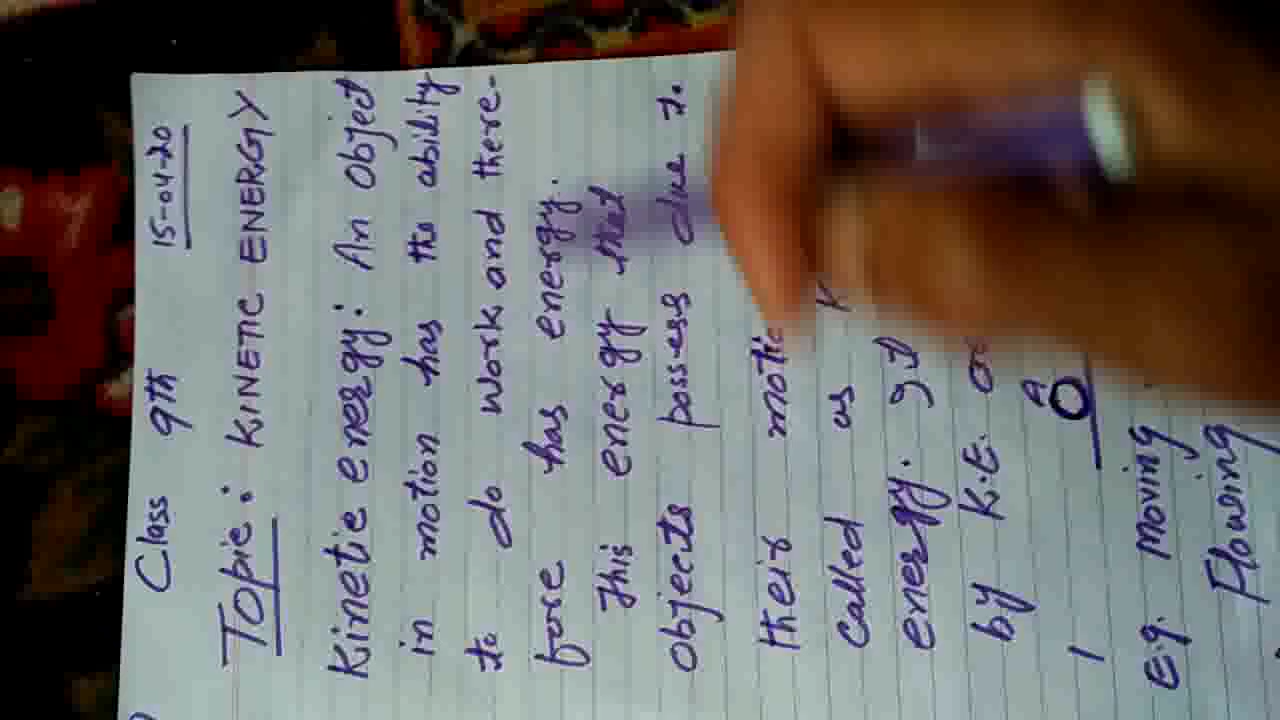 Class 9th 15-04-20
Topic: KINETIC ENERGY
Kinetic energy: An object
in motion has the ability
to do work and there-
fore has energy.
This energy that
objects possess due to
their
called as
energy. It
by K.E.
A
E.g. Moving
Flowing